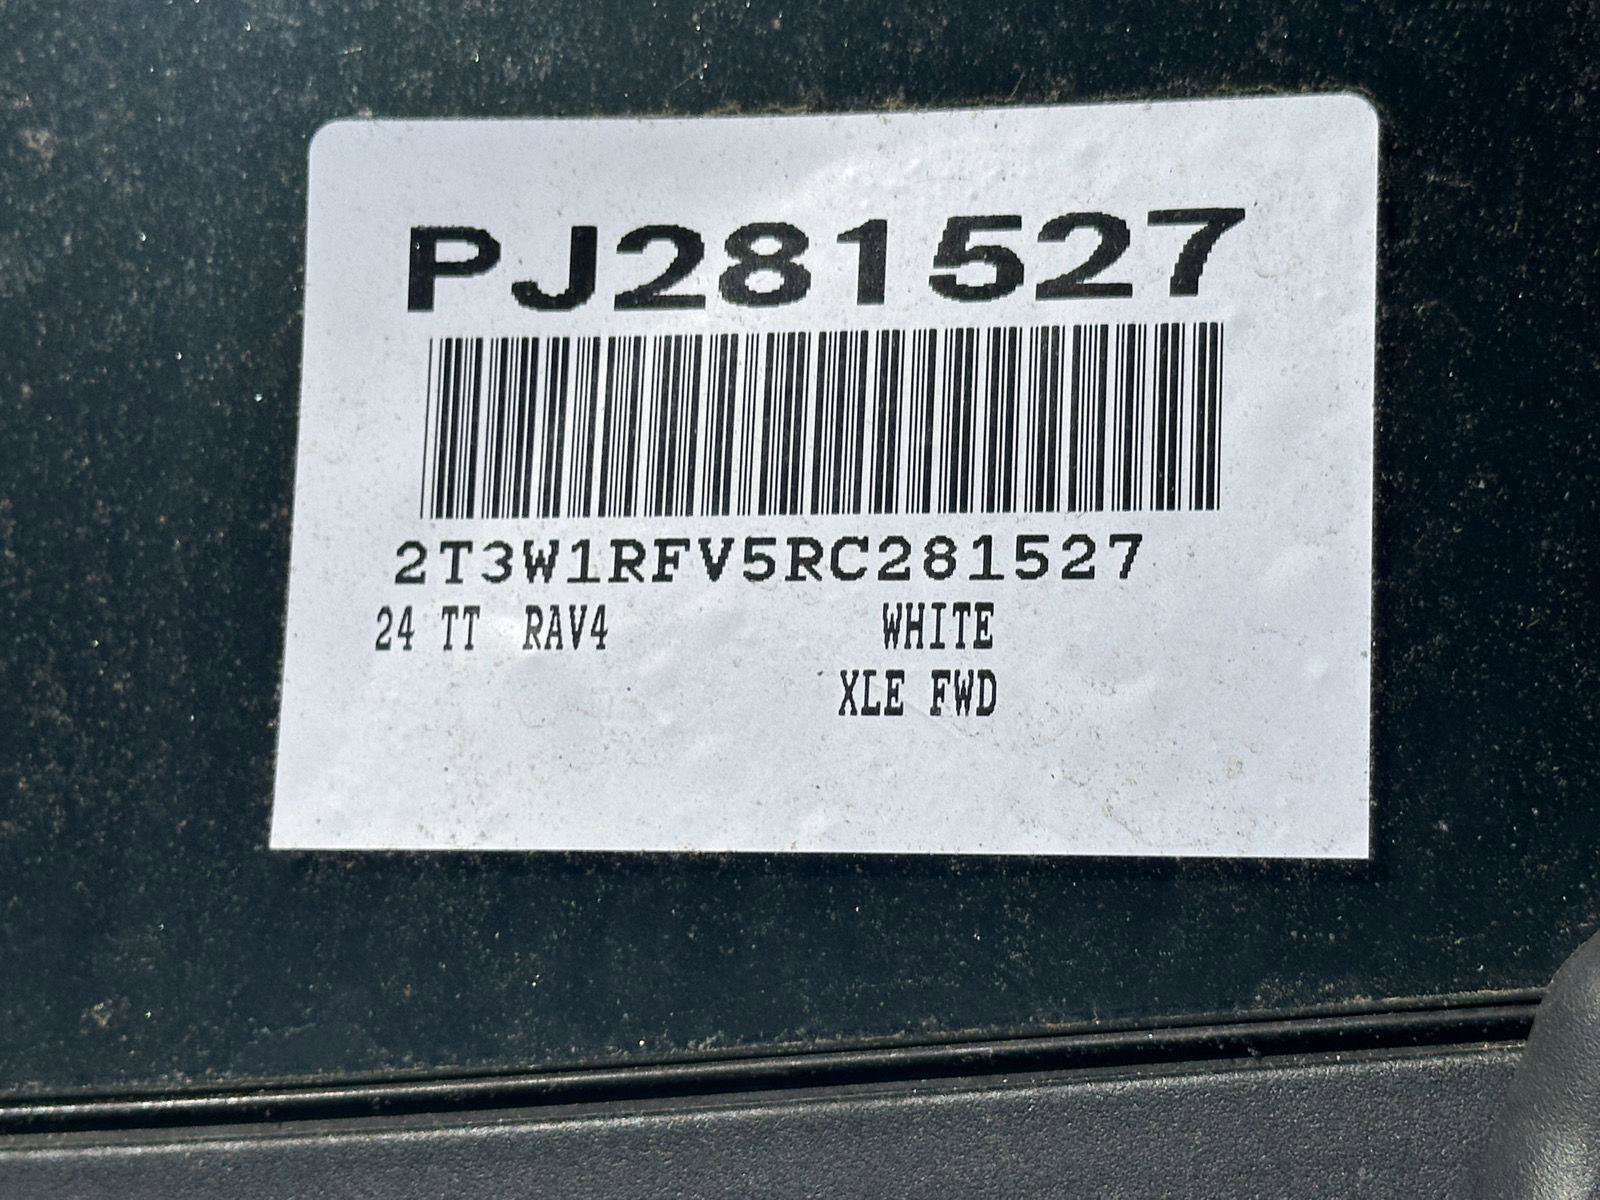 PJ281527
2T3W1RFV5RC281527
24 TT RAV4 WHITE
XLE FWD